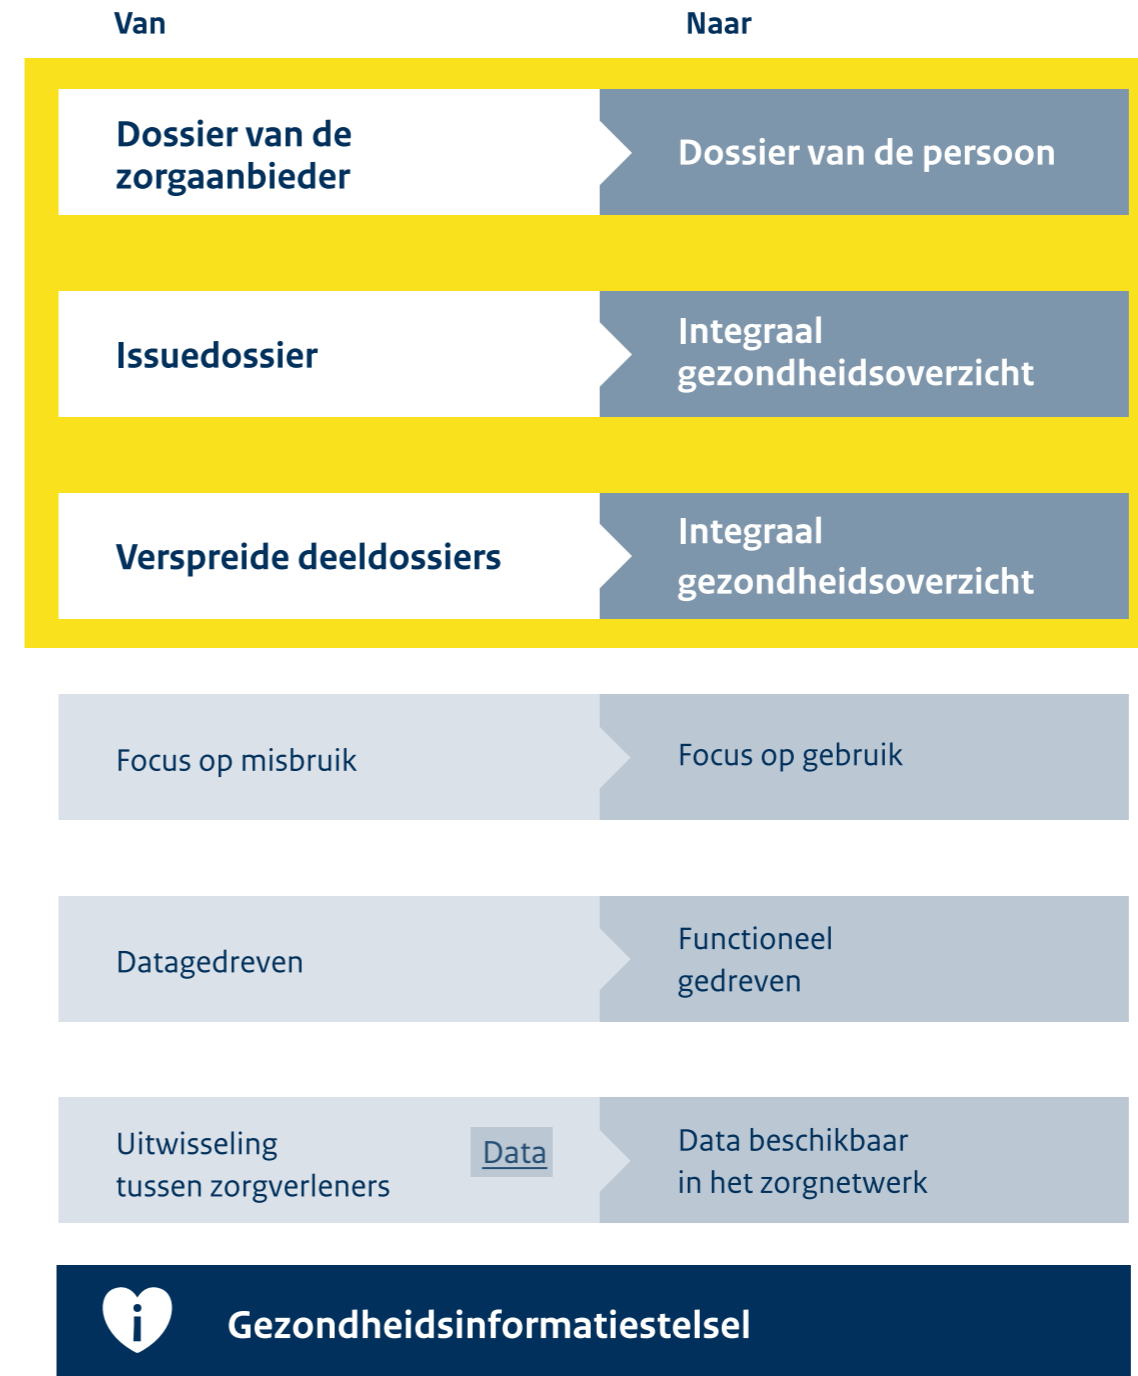 Van Naar
Dossier van de
zorgaanbieder
Dossier van de persoon
Issuedossier
Integraal
gezondheidsoverzicht
Verspreide deeldossiers
Integraal
gezondheidsoverzicht
Focus op misbruik
Focus op gebruik
Datagedreven
Functioneel
gedreven
Uitwisseling
tussen zorgverleners
Data
Data beschikbaar
in het zorgnetwerk
i
Gezondheidsinformatiestelsel